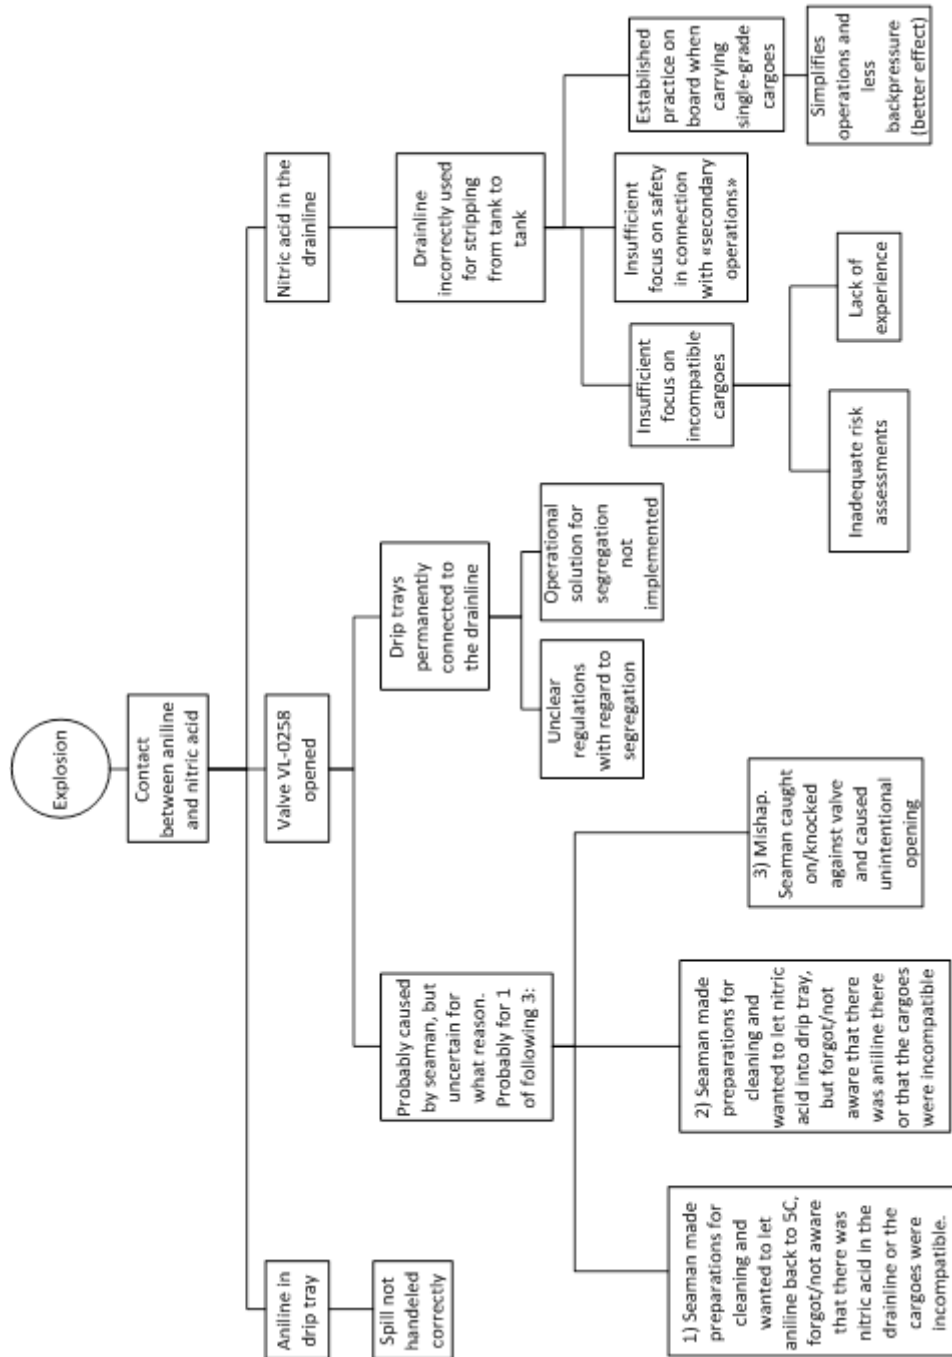 Explosion
Contact
between aniline
and nitric acid
Aniline in
drip tray
Valve VL-0258
opened
Nitric acid in the
drainline
Spill not
handeled
correctly
Probably caused
by seaman, but
uncertain for
what reason.
Probably for 1
of following 3:
Drip trays
permanently
connected to
the drainline
Drainline
incorrectly used
for stripping
from tank to
tank
Unclear
regulations
with regard to
segregation
Operational
solution for
segregation
not
implemented
Insufficient
focus on
incompatible
cargoes
Insufficient
focus on safety
in connection
with «secondary
operations»
Established
practice on
board when
carrying
single-grade
cargoes
1) Seaman made
preparations for
cleaning and
wanted to let
aniline back to 5C,
forgot/not aware
that there was
nitric acid in the
drainline or the
cargoes were
incompatible.
2) Seaman made
preparations for
cleaning and
wanted to let nitric
acid into drip tray,
but forgot/not
aware that there
was aniline there
or that the cargoes
were incompatible
3) Mishap.
Seaman caught
on/knocked
against valve
and caused
unintentional
opening
Inadequate risk
assessments
Lack of
experience
Simplifies
operations and
less
backpressure
(better effect)